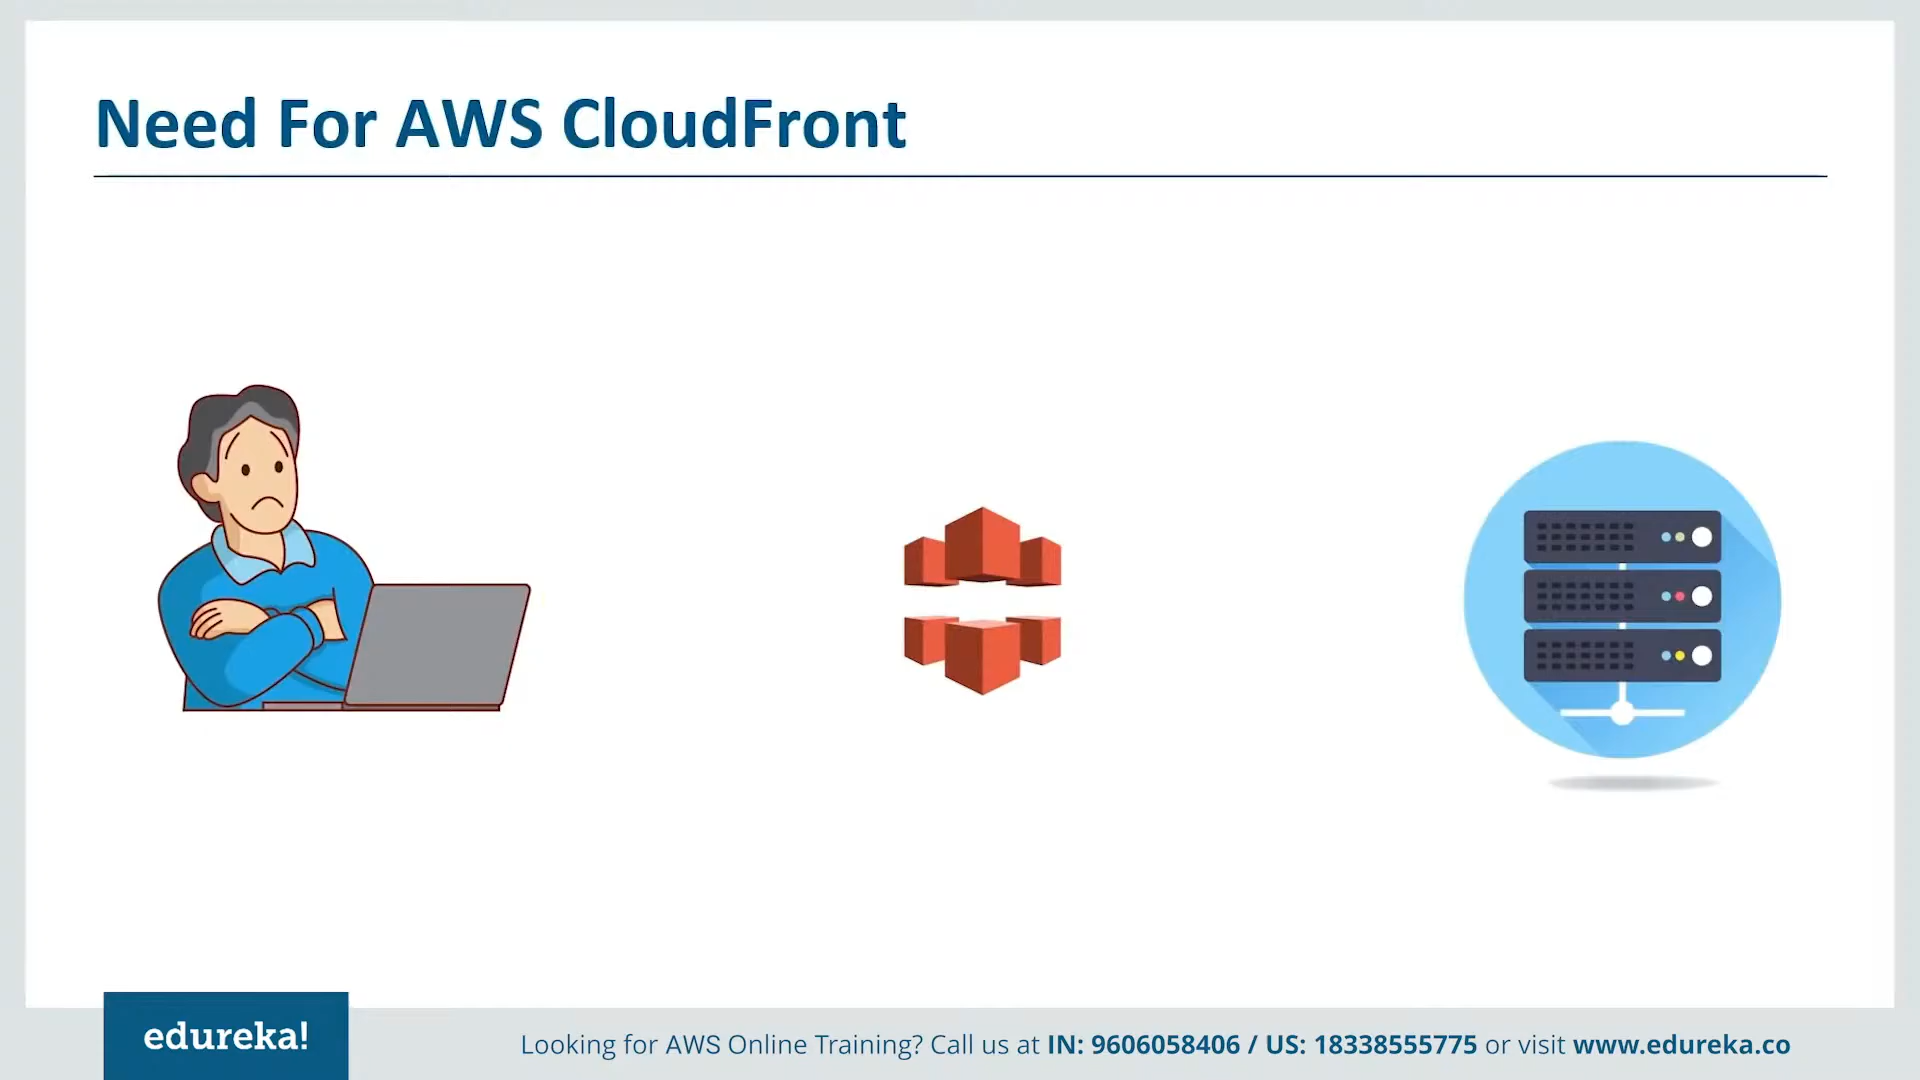 Need For AWS CloudFront
edureka!
Looking for AWS Online Training? Call us at IN: 9606058406 / US: 18338555775 or visit www.edureka.co